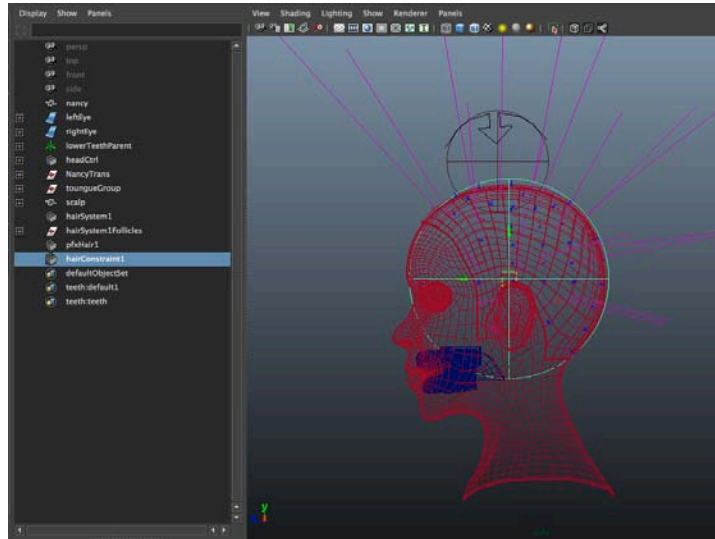 Display Show Panels
View Shading Lighting Show Renderer Panels
persp
top
front
side
nancy
leftEye
rightEye
lowerTeethParent
headCtrl
NancyTrans
toungueGroup
scalp
hairSystem1
hairSystem1Follicles
pfxHair1
hairConstraint1
defaultObjectSet
teeth:default1
teeth:teeth
y